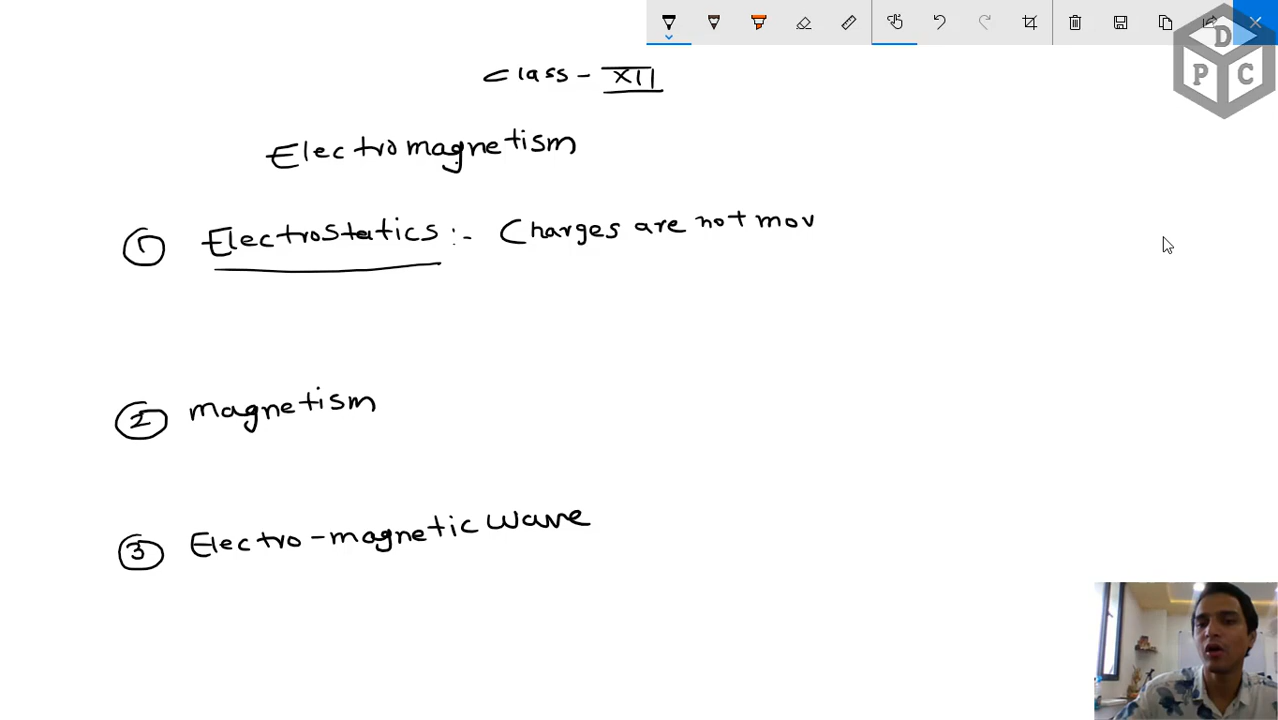 Class - XII
Electromagnetism
① Electrostatics :- Charges are not mov
② magnetism
③ Electro-magnetic wave
D
P C